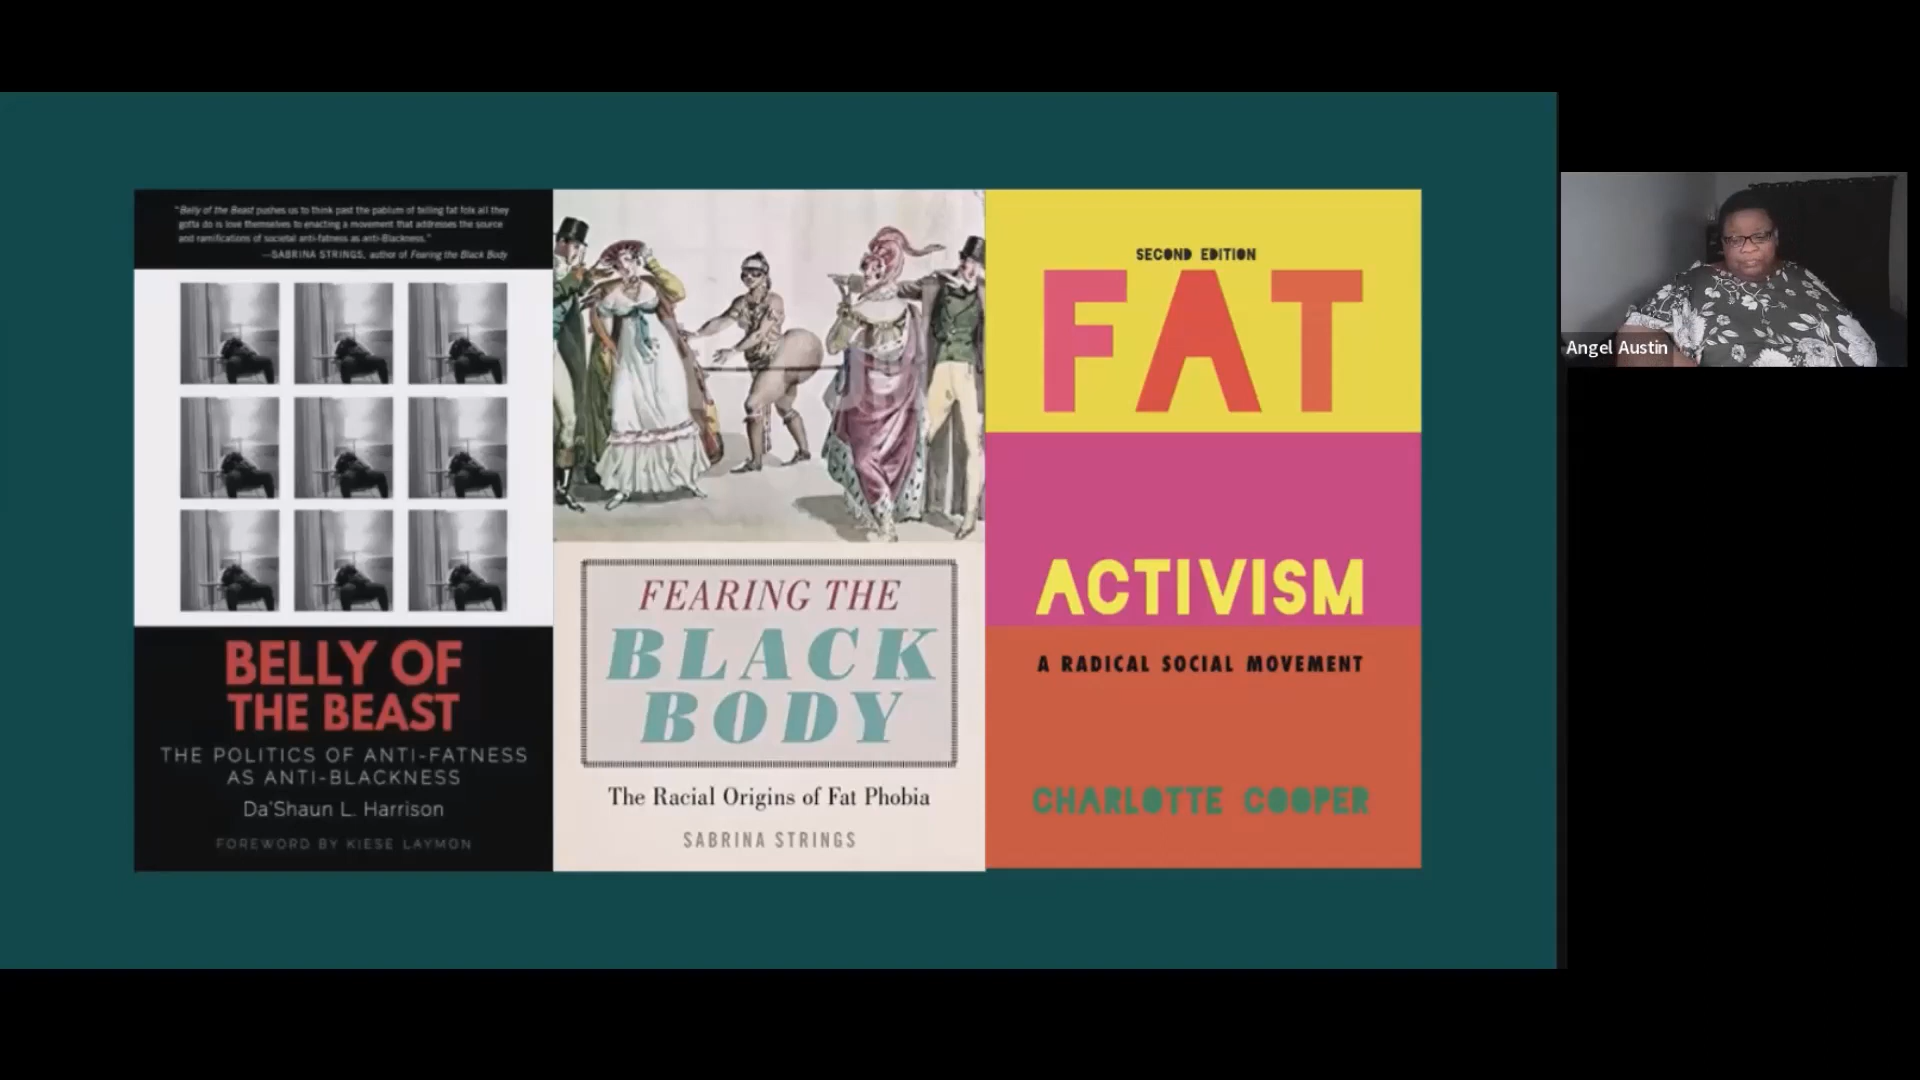 "Belly of the Beast pushes us to think past the pablum of telling fat folk all they
gotta do is love themselves to enacting a movement that addresses the source
and ramifications of societal anti-fatness as anti-Blackness."
—SABRINA STRINGS, author of Fearing the Black Body
BELLY OF
THE BEAST
THE POLITICS OF ANTI-FATNESS
AS ANTI-BLACKNESS
Da'Shaun L. Harrison
FOREWORD BY KIESE LAYMON
FEARING THE
BLACK
BODY
The Racial Origins of Fat Phobia
SABRINA STRINGS
SECOND EDITION
FAT
ACTIVISM
A RADICAL SOCIAL MOVEMENT
CHARLOTTE COOPER
Angel Austin